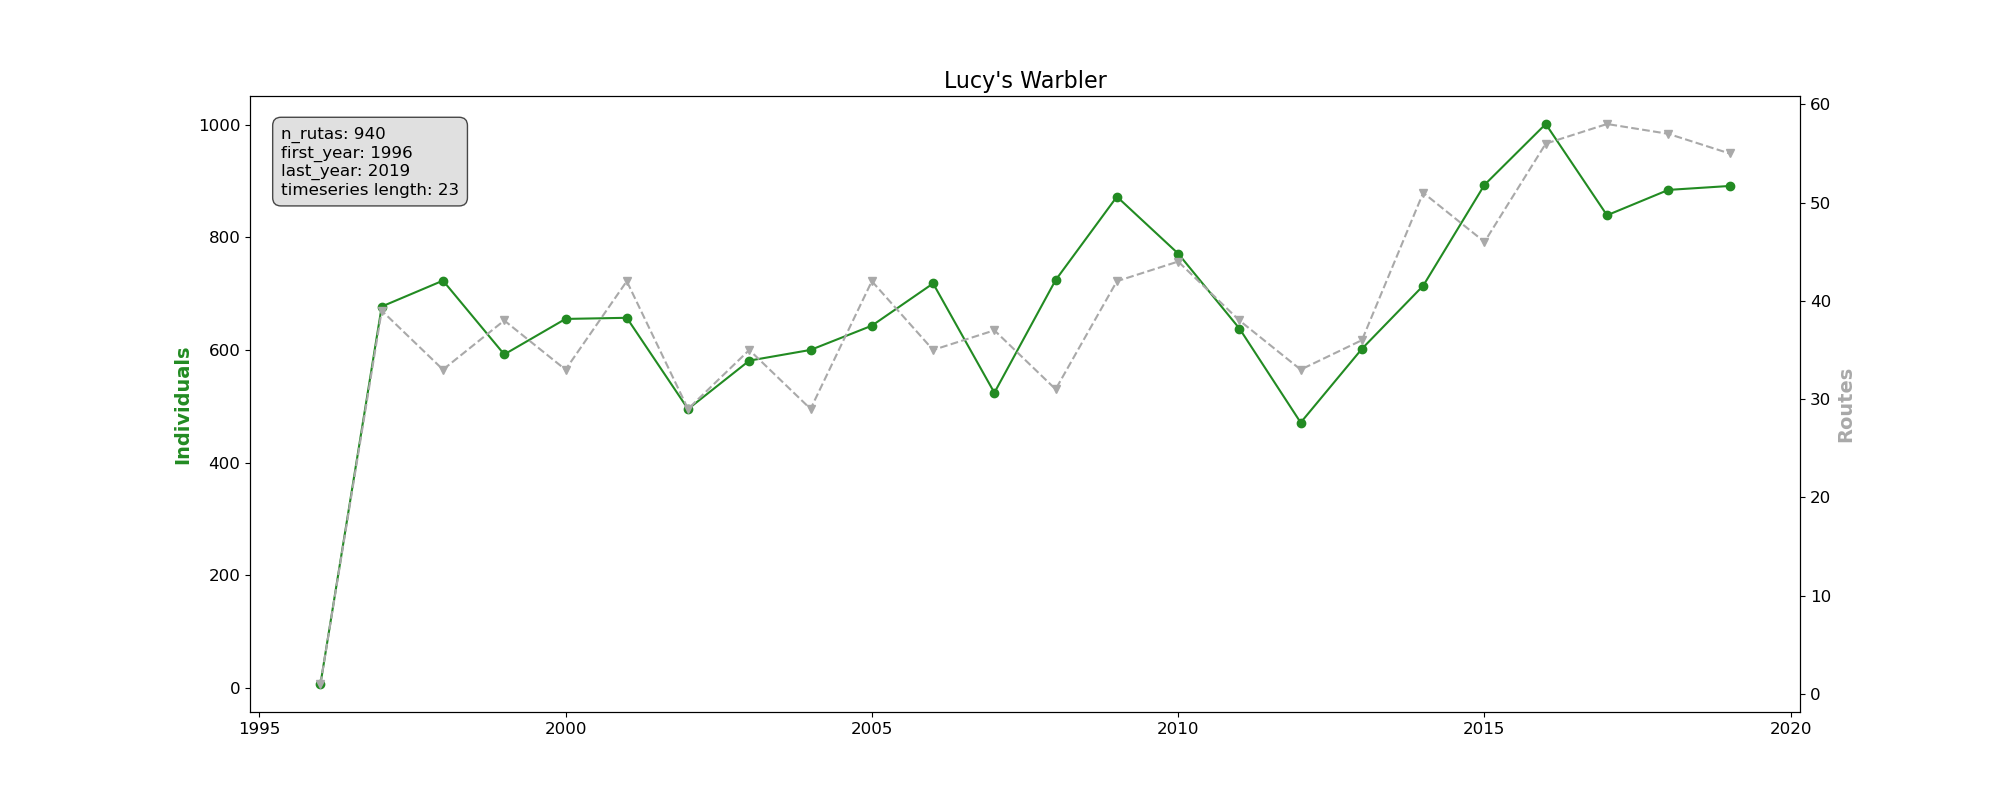 Lucy's Warbler
n_rutas: 940
first_year: 1996
last_year: 2019
timeseries length: 23
Individuals
1000
800
600
400
200
0
60
50
40
30
20
10
0
Routes
1995 2000 2005 2010 2015 2020